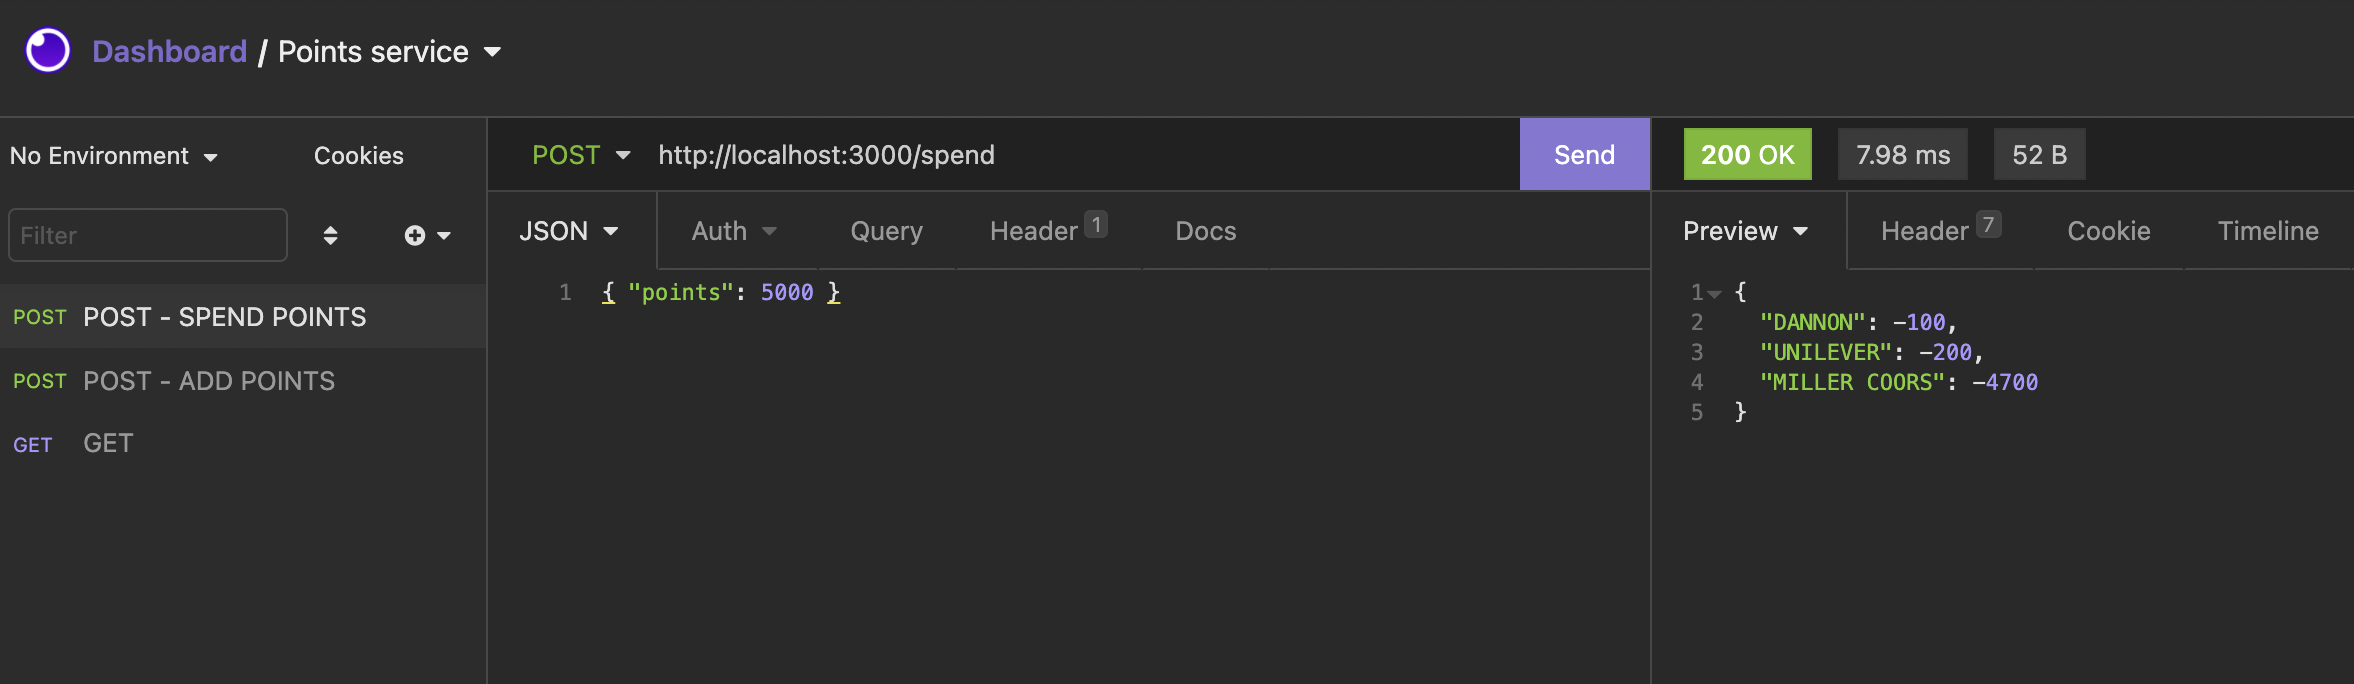 Dashboard / Points service
No Environment
Cookies
POST http://localhost:3000/spend
Send
200 OK
7.98 ms
52 B
Filter
JSON
Auth
Query
Header 1
Docs
Preview
Header 7
Cookie
Timeline
POST POST - SPEND POINTS
POST POST - ADD POINTS
GET GET
1 { "points": 5000 }
1 {
2 "DANNON": -100,
3 "UNILEVER": -200,
4 "MILLER COORS": -4700
5 }